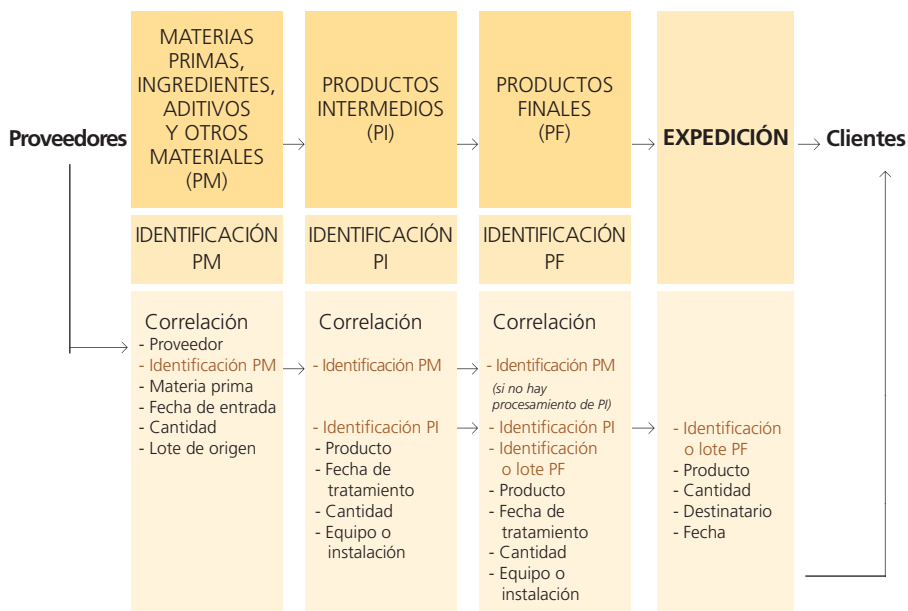 Proveedores
MATERIAS
PRIMAS,
INGREDIENTES,
ADITIVOS
Y OTROS
MATERIALES
(PM)
PRODUCTOS
INTERMEDIOS
(PI)
PRODUCTOS
FINALES
(PF)
EXPEDICIÓN
Clientes
IDENTIFICACIÓN
PM
IDENTIFICACIÓN
PI
IDENTIFICACIÓN
PF
Correlación
- Proveedor
- Identificación PM
- Materia prima
- Fecha de entrada
- Cantidad
- Lote de origen
Correlación
- Identificación PM
- Identificación PI
- Producto
- Fecha de
tratamiento
- Cantidad
- Equipo o
instalación
Correlación
- Identificación PM
(si no hay
procesamiento de PI)
- Identificación PI
- Identificación
o lote PF
- Producto
- Fecha de
tratamiento
- Cantidad
- Equipo o
instalación
- Identificación
o lote PF
- Producto
- Cantidad
- Destinatario
- Fecha